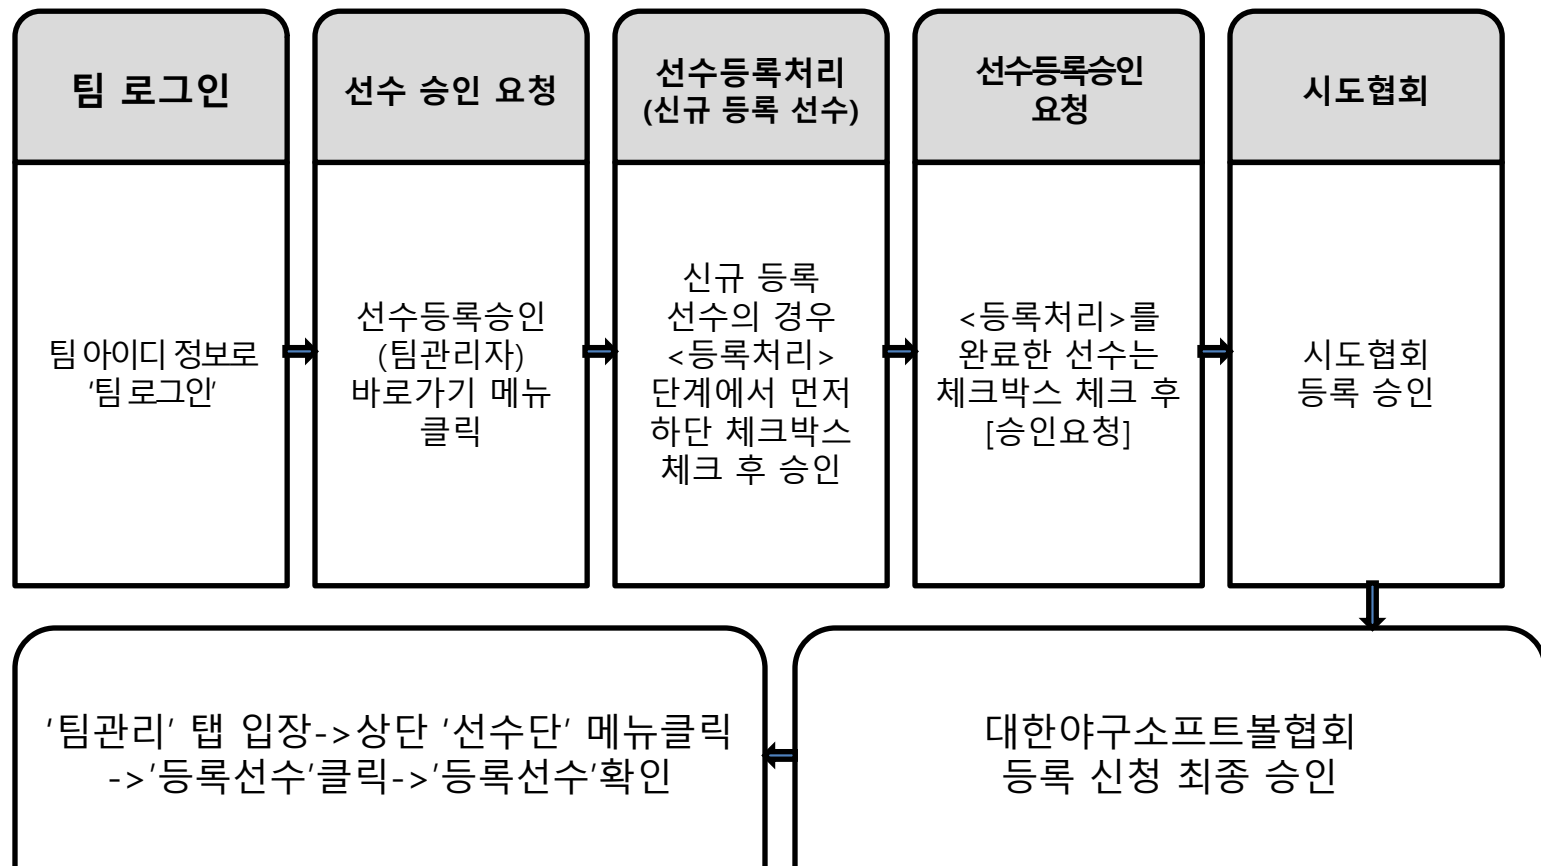 팀 로그인
선수 승인 요청
선수등록처리
(신규 등록 선수)
선수등록승인
요청
시도협회
팀 아이디 정보로
'팀 로그인'
선수등록승인
(팀관리자)
바로가기 메뉴
클릭
신규 등록
선수의 경우
<등록처리>
단계에서 먼저
하단 체크박스
체크 후 승인
<등록처리>를
완료한 선수는
체크박스 체크 후
[승인요청]
시도협회
등록 승인
'팀관리' 탭 입장->상단 '선수단' 메뉴클릭
->'등록선수'클릭->'등록선수'확인
대한야구소프트볼협회
등록 신청 최종 승인